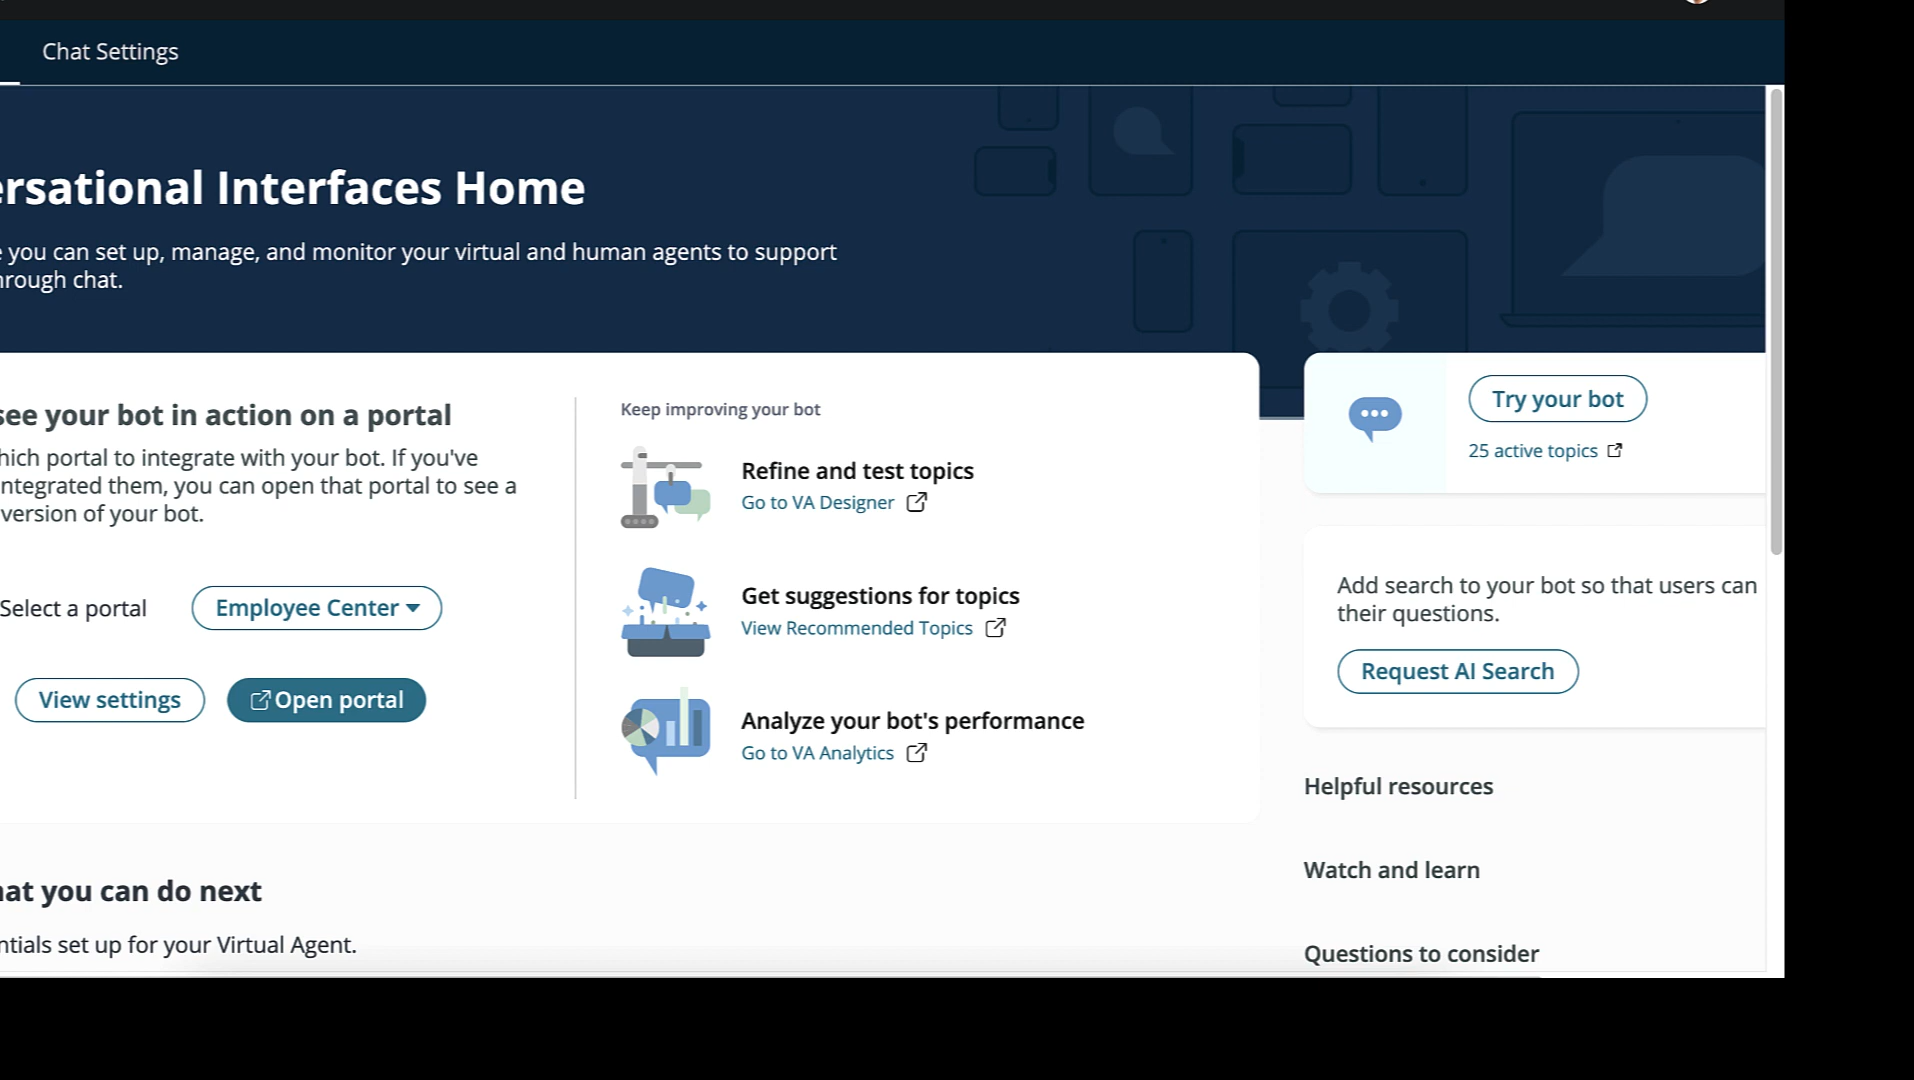 Chat Settings
ersational Interfaces Home
you can set up, manage, and monitor your virtual and human agents to support
hrough chat.
see your bot in action on a portal
hich portal to integrate with your bot. If you've
ntegrated them, you can open that portal to see a
version of your bot.
Select a portal
Employee Center
View settings
Open portal
Keep improving your bot
Refine and test topics
Go to VA Designer
Get suggestions for topics
View Recommended Topics
Analyze your bot's performance
Go to VA Analytics
Try your bot
25 active topics
Add search to your bot so that users can
their questions.
Request AI Search
Helpful resources
Watch and learn
Questions to consider
hat you can do next
ntials set up for your Virtual Agent.